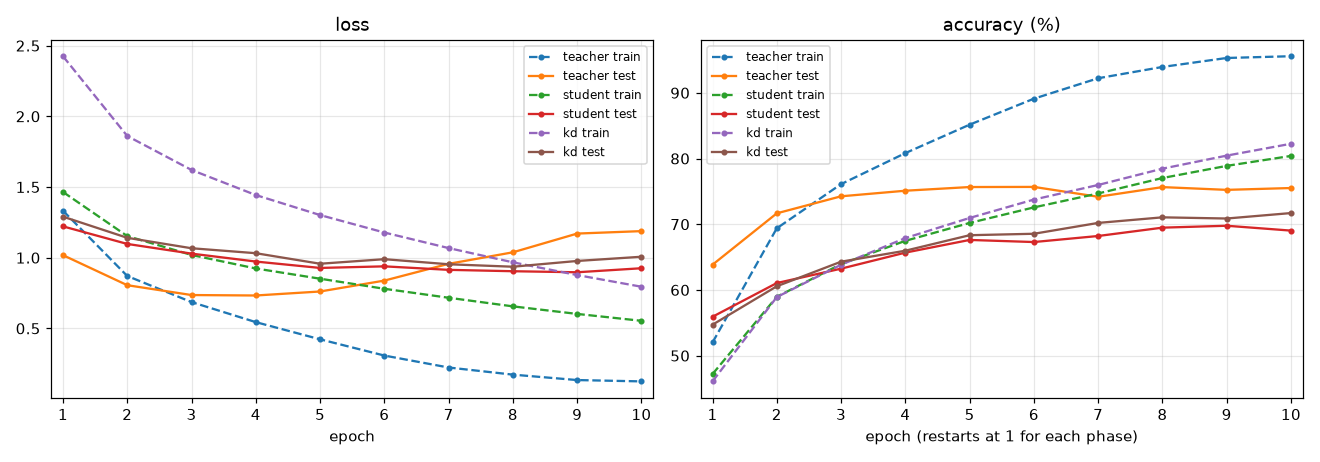 loss
2.5
2.0
1.5
1.0
0.5
1 2 3 4 5 6 7 8 9 10
epoch
teacher train
teacher test
student train
student test
kd train
kd test
accuracy (%)
90
80
70
60
50
1 2 3 4 5 6 7 8 9 10
epoch (restarts at 1 for each phase)
teacher train
teacher test
student train
student test
kd train
kd test